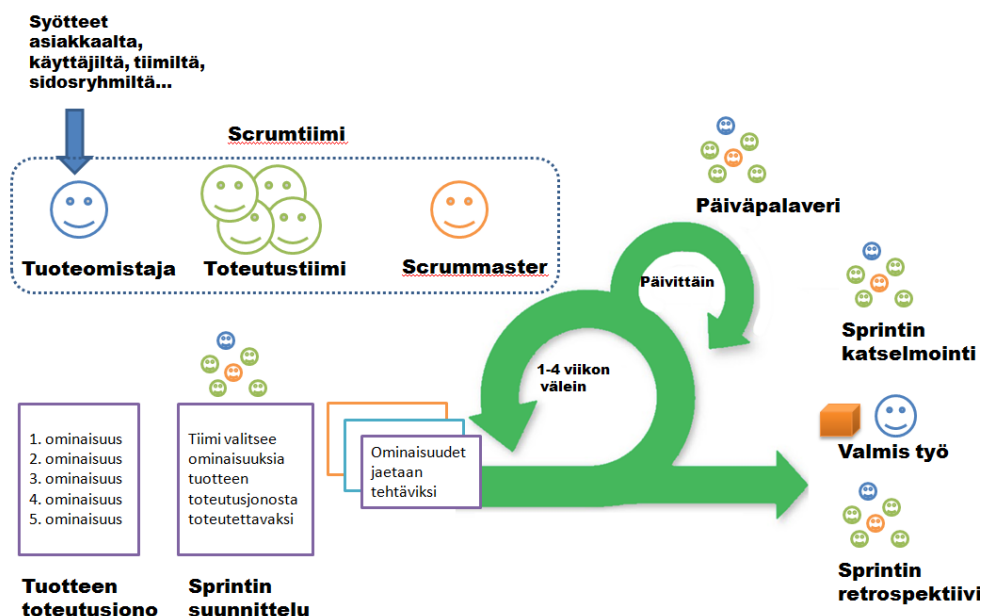 Syötteet
asiakkaalta,
käyttäjiltä, tiimiltä,
sidosryhmiltä...
Scrumtiimi
Tuoteomistaja
Toteutustiimi
Scrummaster
Päiväpalaveri
Päivittäin
1-4 viikon
välein
Sprintin
katselmointi
1. ominaisuus
2. ominaisuus
3. ominaisuus
4. ominaisuus
5. ominaisuus
Tiimi valitsee
ominaisuuksia
tuotteen
toteutusjonosta
toteutettavaksi
Ominaisuudet
jaetaan
tehtäviksi
Valmis työ
Tuotteen
toteutusjono
Sprintin
suunnittelu
Sprintin
retrospektiivi